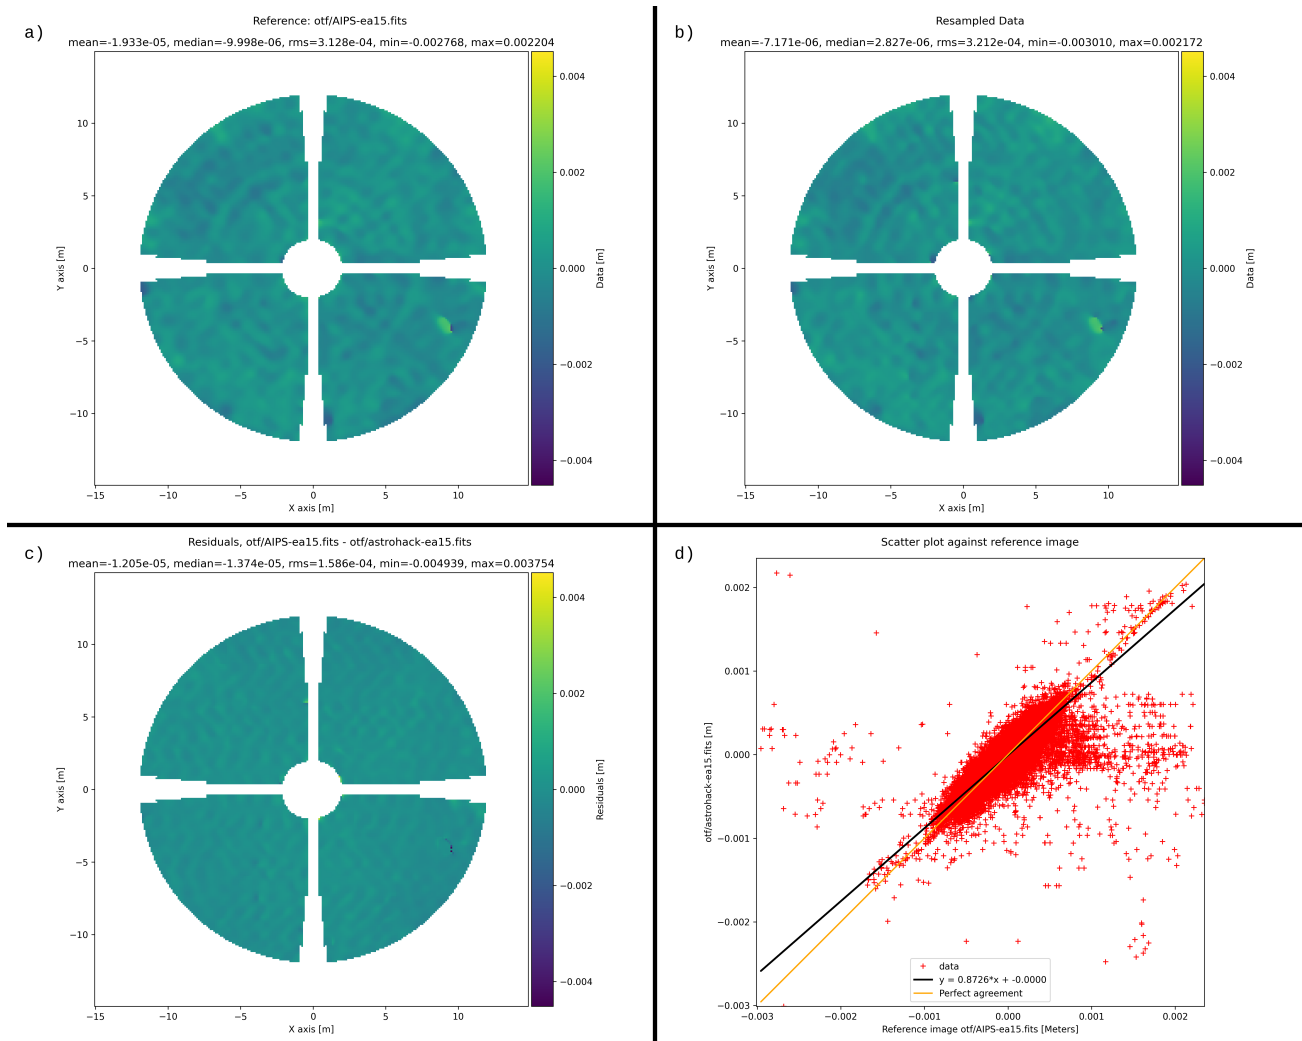 a)
Reference: otf/AIPS-ea15.fits
mean=-1.933e-05, median=-9.998e-06, rms=3.128e-04, min=-0.002768, max=0.002204
Y axis [m]
10
5
0
−5
−10
−15
−10
−5
0
5
10
X axis [m]
0.004
0.002
0.000
−0.002
−0.004
Data [m]
b)
Resampled Data
mean=-7.171e-06, median=2.827e-06, rms=3.212e-04, min=-0.003010, max=0.002172
Y axis [m]
10
5
0
−5
−10
−15
−10
−5
0
5
10
X axis [m]
0.004
0.002
0.000
−0.002
−0.004
Data [m]
c)
Residuals, otf/AIPS-ea15.fits - otf/astrohack-ea15.fits
mean=-1.205e-05, median=-1.374e-05, rms=1.586e-04, min=-0.004939, max=0.003754
Y axis [m]
10
5
0
−5
−10
−15
−10
−5
0
5
10
X axis [m]
0.004
0.002
0.000
−0.002
−0.004
Residuals [m]
d)
Scatter plot against reference image
otf/astrohack-ea15.fits [m]
0.002
0.001
0.000
−0.001
−0.002
−0.003
data
y = 0.8726*x + -0.0000
Perfect agreement
−0.003
−0.002
−0.001
0.000
0.001
0.002
Reference image otf/AIPS-ea15.fits [Meters]